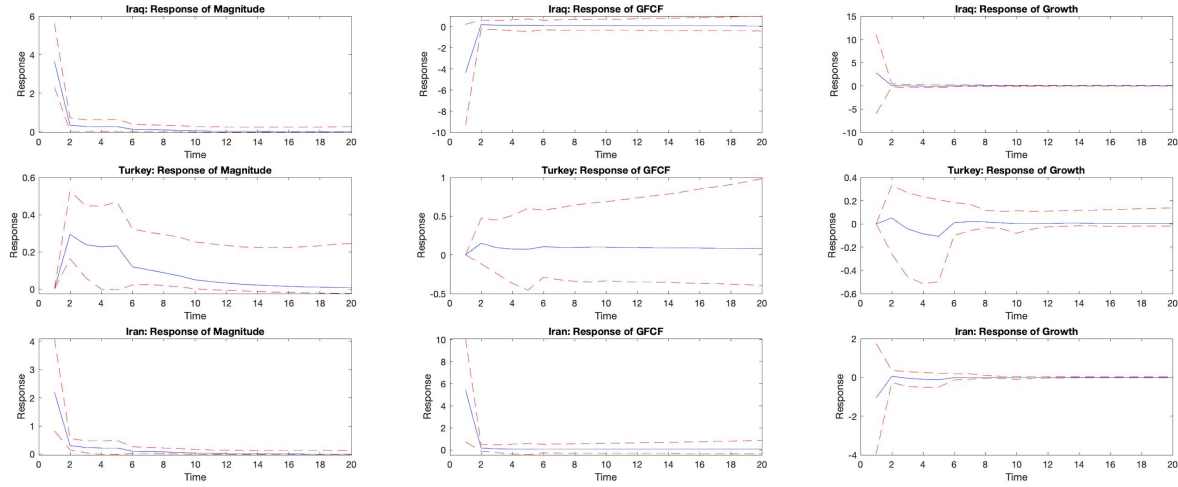 Iraq: Response of Magnitude
6
4
2
0
Response
0 2 4 6 8 10 12 14 16 18 20
Time
Iraq: Response of GFCF
0
-2
-4
-6
-8
-10
Response
0 2 4 6 8 10 12 14 16 18 20
Time
Iraq: Response of Growth
15
10
5
0
-5
-10
Response
0 2 4 6 8 10 12 14 16 18 20
Time
Turkey: Response of Magnitude
0.6
0.4
0.2
0
Response
0 2 4 6 8 10 12 14 16 18 20
Time
Turkey: Response of GFCF
1
0.5
0
-0.5
Response
0 2 4 6 8 10 12 14 16 18 20
Time
Turkey: Response of Growth
0.4
0.2
0
-0.2
-0.4
-0.6
Response
0 2 4 6 8 10 12 14 16 18 20
Time
Iran: Response of Magnitude
4
3
2
1
0
Response
0 2 4 6 8 10 12 14 16 18 20
Time
Iran: Response of GFCF
10
8
6
4
2
0
Response
0 2 4 6 8 10 12 14 16 18 20
Time
Iran: Response of Growth
2
0
-2
-4
Response
0 2 4 6 8 10 12 14 16 18 20
Time